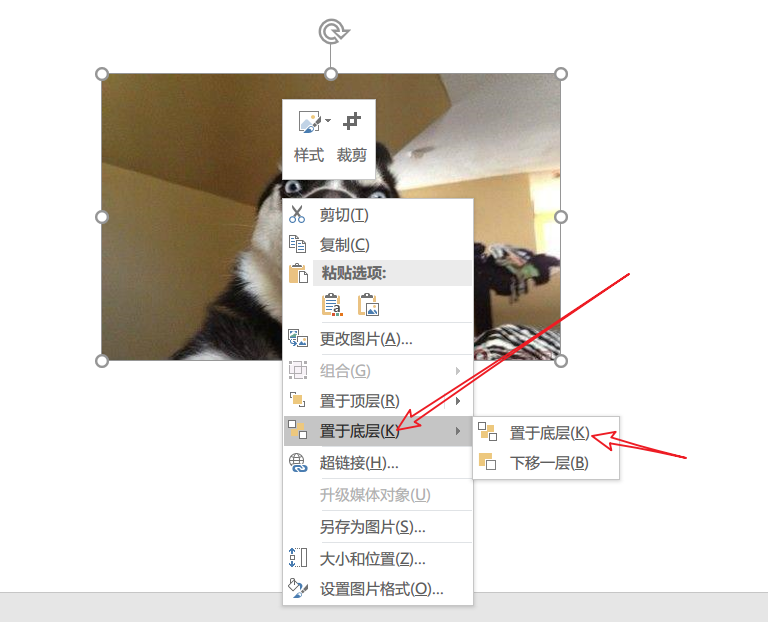 样式 裁剪
剪切(T)
复制(C)
粘贴选项:
a
更改图片(A)...
组合(G)
置于顶层(R)
置于底层(K)
置于底层(K)
下移一层(B)
超链接(H)...
升级媒体对象(U)
另存为图片(S)...
大小和位置(Z)...
设置图片格式(O)...